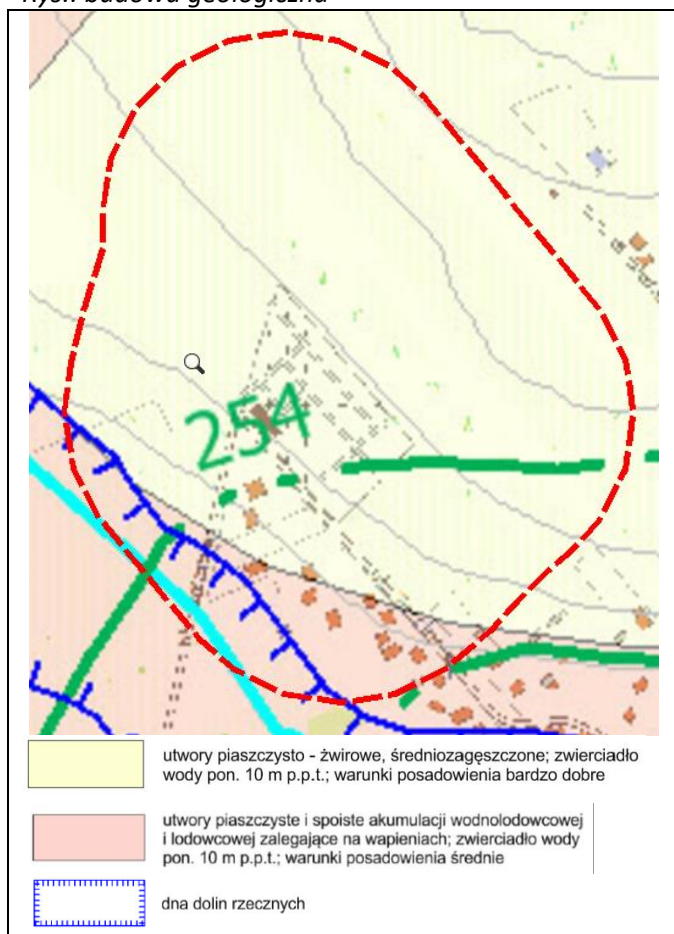 Rys.. budowa geologiczna
254
utwory piaszczysto - żwirowe, średniozagęszczone; zwierciadło
wody pon. 10 m p.p.t.; warunki posadowienia bardzo dobre
utwory piaszczyste i spoiste akumulacji wodnolodowcowej
i lodowcowej zalegające na wapieniach; zwierciadło wody
pon. 10 m p.p.t.; warunki posadowienia średnie
dna dolin rzecznych